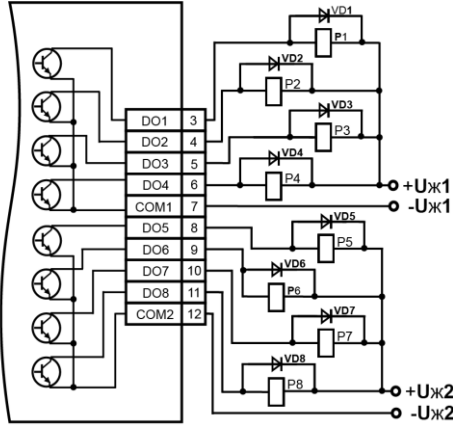 VD1
P1
VD2
P2
VD3
P3
VD4
P4
DO1 3
DO2 4
DO3 5
DO4 6
COM1 7
DO5 8
DO6 9
DO7 10
DO8 11
COM2 12
+Uж1
-Uж1
VD5
P5
VD6
P6
VD7
P7
VD8
P8
+Uж2
-Uж2